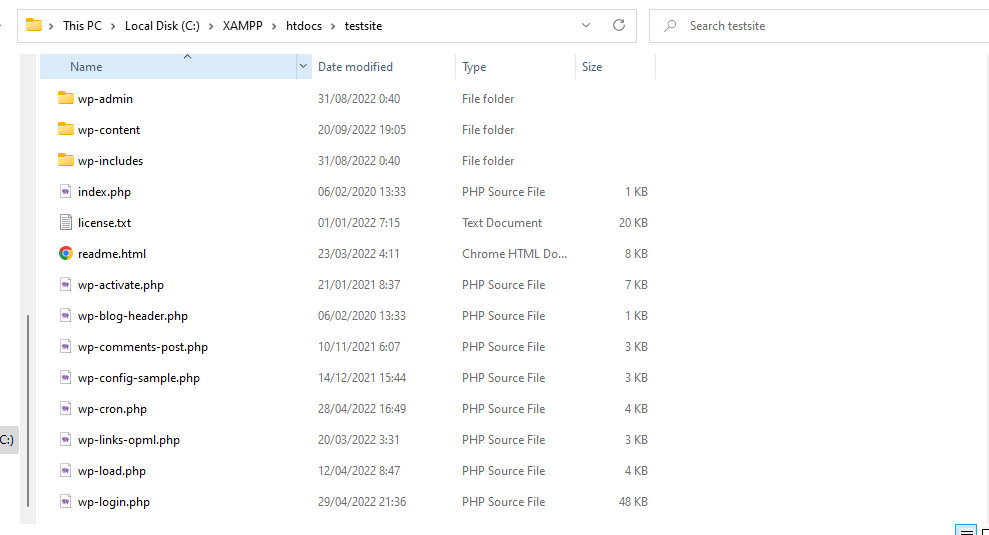 This PC > Local Disk (C:) > XAMPP > htdocs > testsite Search testsite
Name Date modified Type Size
wp-admin 31/08/2022 0:40 File folder
wp-content 20/09/2022 19:05 File folder
wp-includes 31/08/2022 0:40 File folder
index.php 06/02/2020 13:33 PHP Source File 1 KB
license.txt 01/01/2022 7:15 Text Document 20 KB
readme.html 23/03/2022 4:11 Chrome HTML Do... 8 KB
wp-activate.php 21/01/2021 8:37 PHP Source File 7 KB
wp-blog-header.php 06/02/2020 13:33 PHP Source File 1 KB
wp-comments-post.php 10/11/2021 6:07 PHP Source File 3 KB
wp-config-sample.php 14/12/2021 15:44 PHP Source File 3 KB
wp-cron.php 28/04/2022 16:49 PHP Source File 4 KB
C:) wp-links-opml.php 20/03/2022 3:31 PHP Source File 3 KB
wp-load.php 12/04/2022 8:47 PHP Source File 4 KB
wp-login.php 29/04/2022 21:36 PHP Source File 48 KB